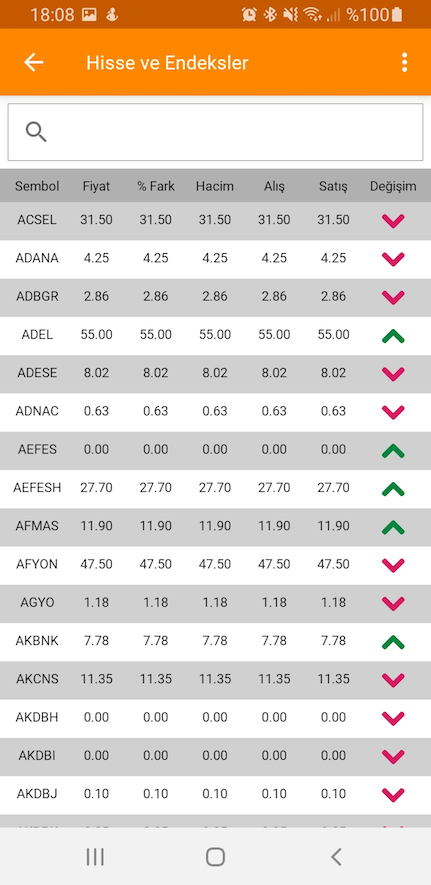 18:08 %100
Hisse ve Endeksler
Sembol Fiyat % Fark Hacim Alış Satış Değişim
ACSEL 31.50 31.50 31.50 31.50 31.50
ADANA 4.25 4.25 4.25 4.25 4.25
ADBGR 2.86 2.86 2.86 2.86 2.86
ADEL 55.00 55.00 55.00 55.00 55.00
ADESE 8.02 8.02 8.02 8.02 8.02
ADNAC 0.63 0.63 0.63 0.63 0.63
AEFES 0.00 0.00 0.00 0.00 0.00
AEFESH 27.70 27.70 27.70 27.70 27.70
AFMAS 11.90 11.90 11.90 11.90 11.90
AFYON 47.50 47.50 47.50 47.50 47.50
AGYO 1.18 1.18 1.18 1.18 1.18
AKBNK 7.78 7.78 7.78 7.78 7.78
AKCNS 11.35 11.35 11.35 11.35 11.35
AKDBH 0.00 0.00 0.00 0.00 0.00
AKDBI 0.00 0.00 0.00 0.00 0.00
AKDBJ 0.10 0.10 0.10 0.10 0.10